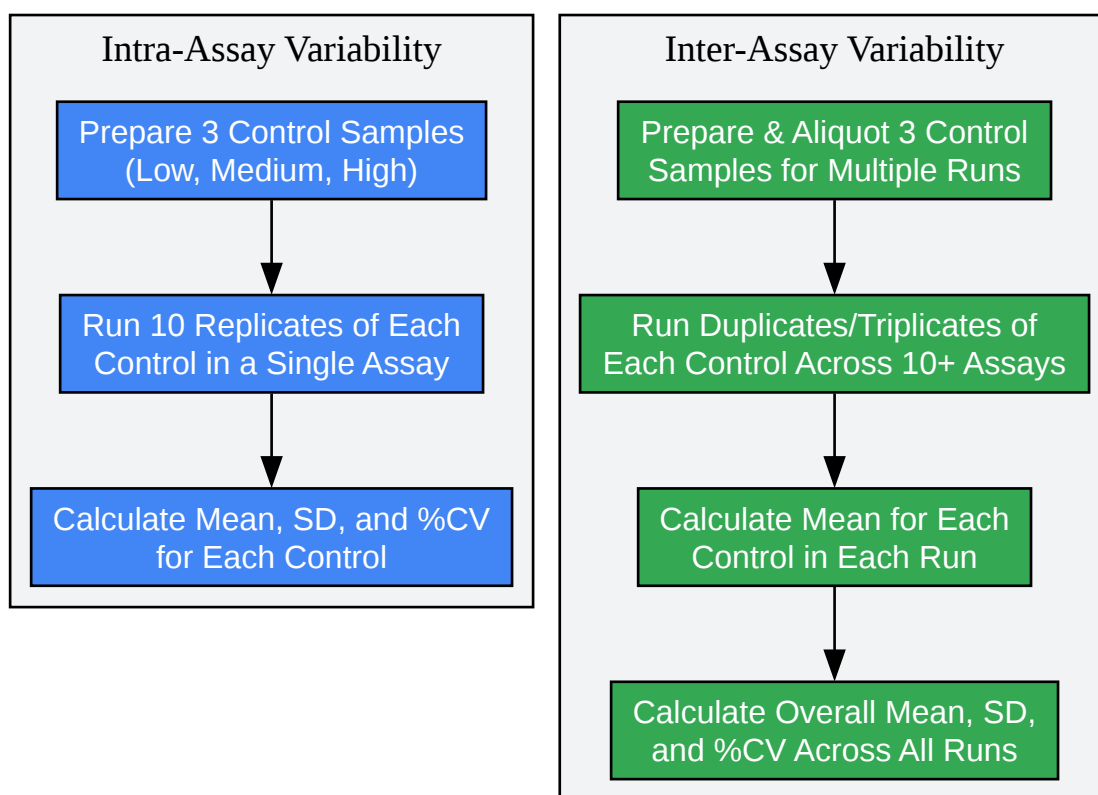 Intra-Assay Variability
Prepare 3 Control Samples
(Low, Medium, High)
Run 10 Replicates of Each
Control in a Single Assay
Calculate Mean, SD, and %CV
for Each Control
Inter-Assay Variability
Prepare & Aliquot 3 Control
Samples for Multiple Runs
Run Duplicates/Triplicates of
Each Control Across 10+ Assays
Calculate Mean for Each
Control in Each Run
Calculate Overall Mean, SD,
and %CV Across All Runs